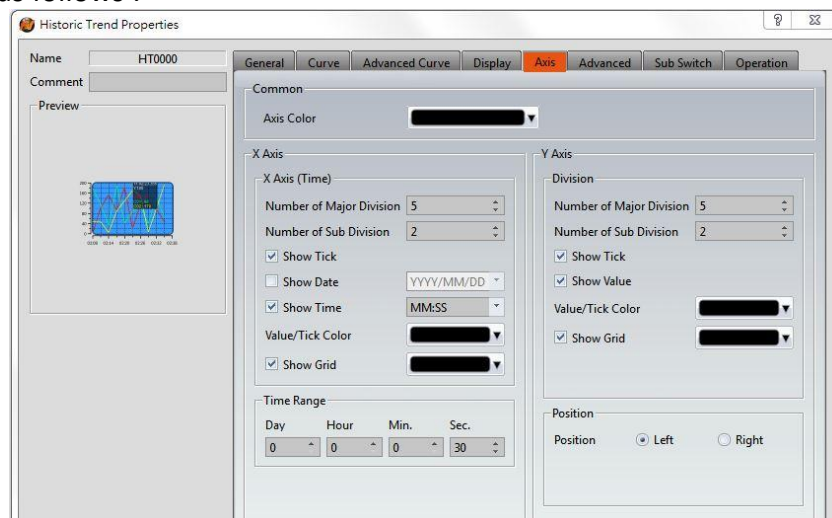 Historic Trend Properties
Name HT0000
Comment
Preview
General Curve Advanced Curve Display Axis Advanced Sub Switch Operation
Common
Axis Color
X Axis
X Axis (Time)
Number of Major Division 5
Number of Sub Division 2
Show Tick
Show Date YYYY/MM/DD
Show Time MM:SS
Value/Tick Color
Show Grid
Time Range
Day Hour Min. Sec.
0 0 0 30
Y Axis
Division
Number of Major Division 5
Number of Sub Division 2
Show Tick
Show Value
Value/Tick Color
Show Grid
Position
Position Left Right